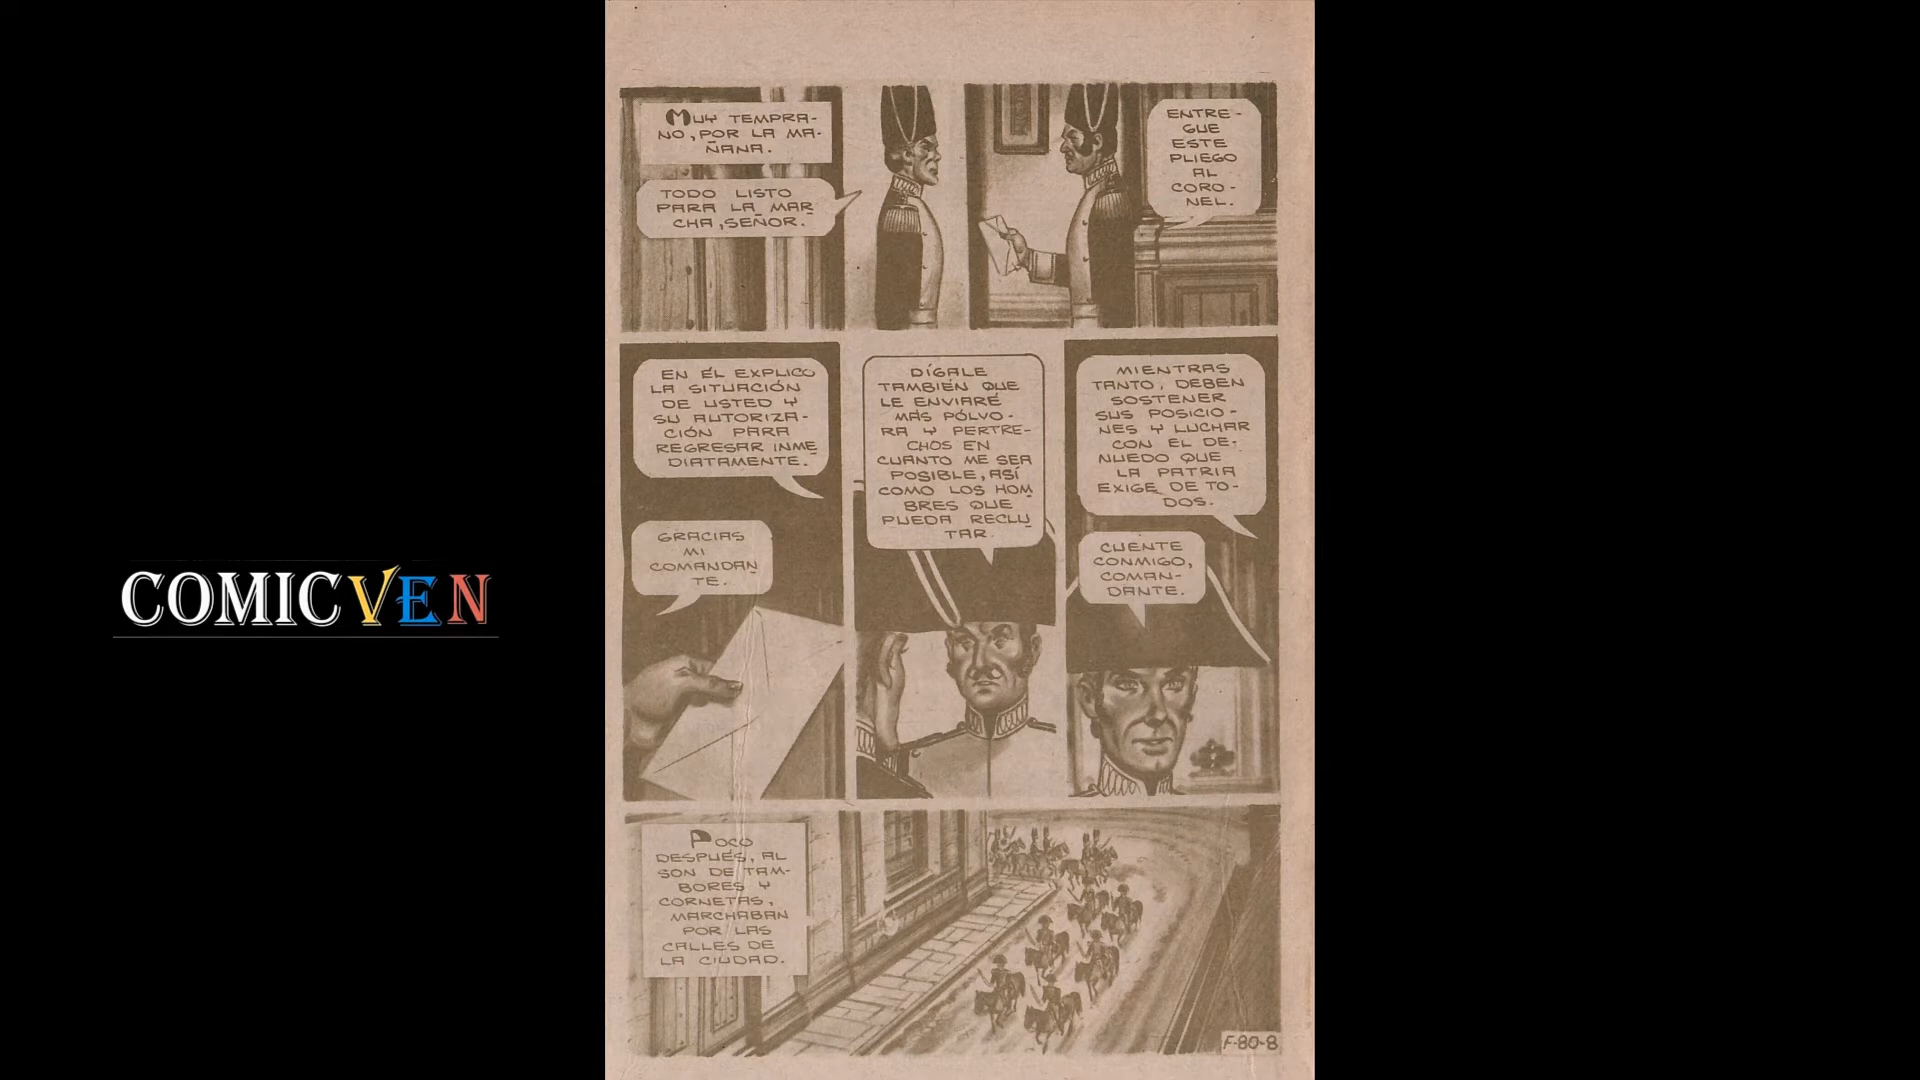 MUY TEMPRA-
NO, POR LA MA-
ÑANA.
TODO LISTO
PARA LA MAR
CHA, SEÑOR.
ENTRE-
GUE
ESTE
PLIEGO
AL
CORO-
NEL.
EN ÉL EXPLICO
LA SITUACIÓN
DE USTED Y
SU AUTORIZA-
CIÓN PARA
REGRESAR INME
DIATAMENTE.
GRACIAS
MI
COMANDAN
TE.
DÍGALE
TAMBIÉN QUE
LE ENVIARÉ
MÁS PÓLVO-
RA Y PERTRE-
CHOS EN
CUANTO ME SEA
POSIBLE, ASÍ
COMO LOS HOM
BRES QUE
PUEDA RECLU
TAR.
MIENTRAS
TANTO, DEBEN
SOSTENER
SUS POSICIO-
NES Y LUCHAR
CON EL DE-
NUEDO QUE
LA PATRIA
EXIGE DE TO-
DOS.
CUENTE
CONMIGO,
COMAN-
DANTE.
POCO
DESPUÉS, AL
SON DE TAM-
BORES Y
CORNETAS,
MARCHABAN
POR LAS
CALLES DE
LA CIUDAD.
F-80-8
COMICVEN